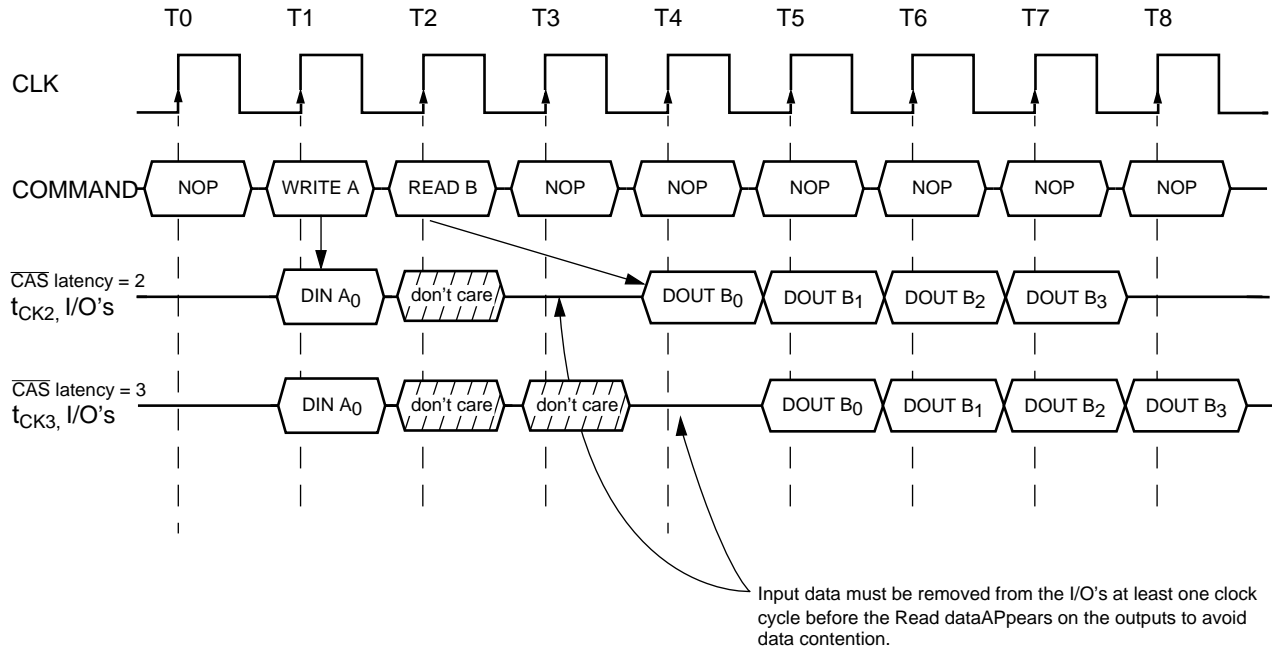 T0 T1 T2 T3 T4 T5 T6 T7 T8
CLK
COMMAND NOP WRITE A READ B NOP NOP NOP NOP NOP NOP
CAS latency = 2
tCK2, I/O's DIN A0 don't care DOUT B0 DOUT B1 DOUT B2 DOUT B3
CAS latency = 3
tCK3, I/O's DIN A0 don't care don't care DOUT B0 DOUT B1 DOUT B2 DOUT B3
Input data must be removed from the I/O's at least one clock
cycle before the Read dataAPpears on the outputs to avoid
data contention.